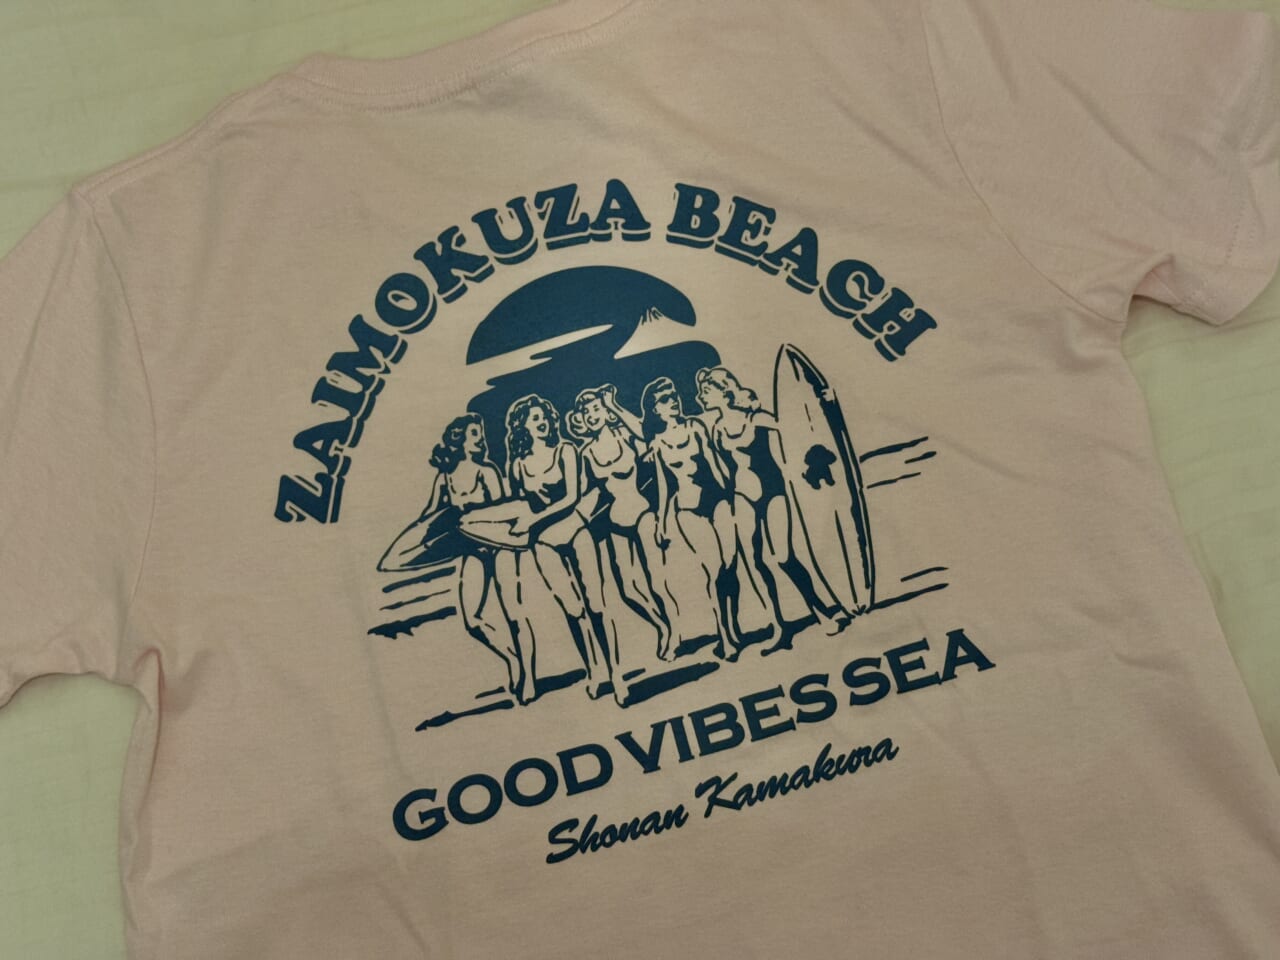 ZAIMOKUZA BEACH
GOOD VIBES SEA
Shonan Kamakura